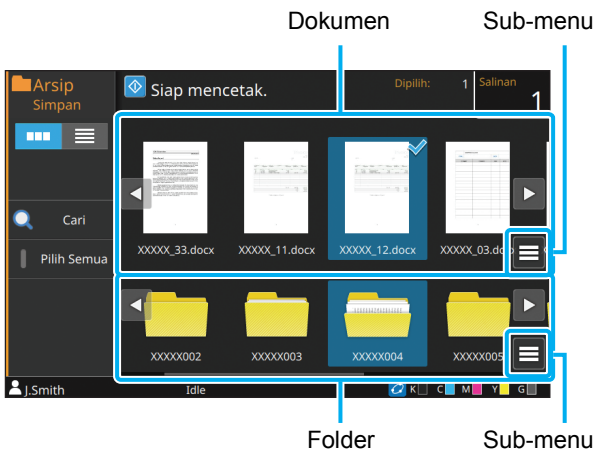 Dokumen Sub-menu
Arsip
Simpan
Siap mencetak.
Dipilih: 1
Salinan
1
Cari
Pilih Semua
XXXXX_33.docx XXXXX_11.docx XXXXX_12.docx XXXXX_03.docx
XXXXX002 XXXXX003 XXXXX004 XXXXX005
J.Smith Idle K C M Y G
Folder Sub-menu